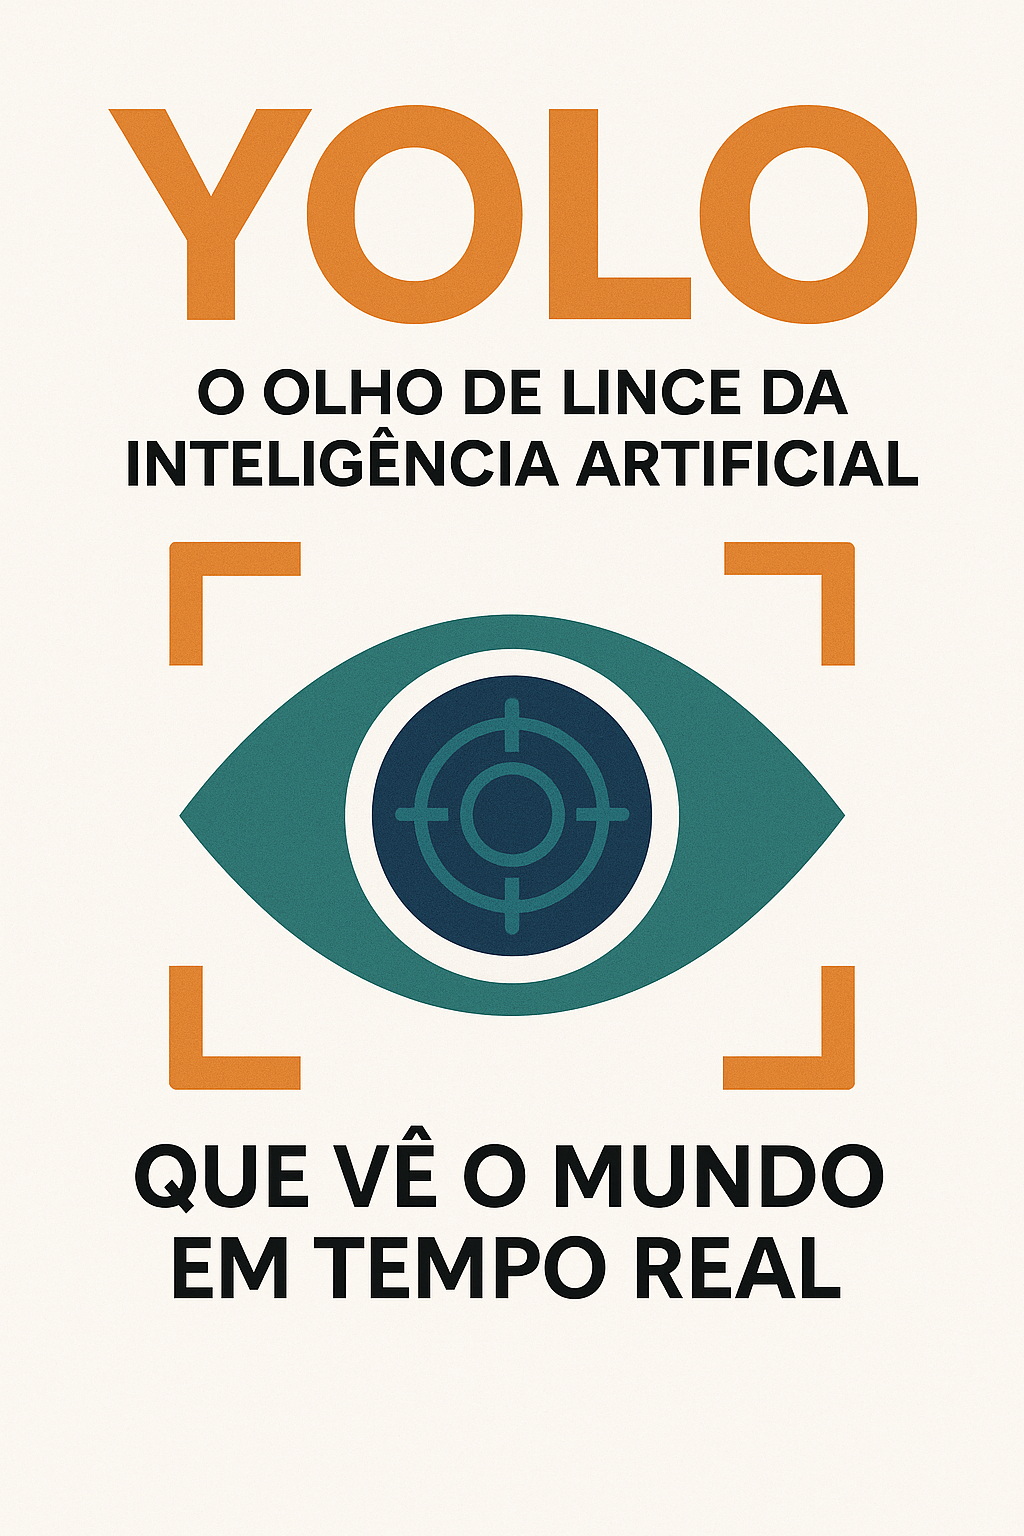 YOLO
O OLHO DE LINCE DA
INTELIGÊNCIA ARTIFICIAL
QUE VÊ O MUNDO
EM TEMPO REAL